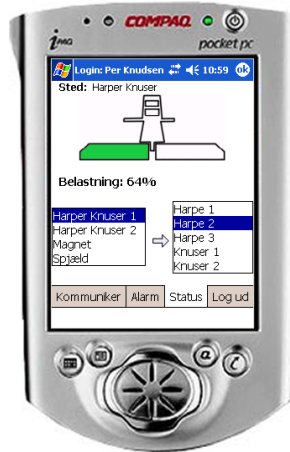 COMPAQ
iPAQ
pocket pc
Login: Per Knudsen 10:59 ok
Sted: Harper Knuser
Belastning: 64%
Harper Knuser 1
Harper Knuser 2
Magnet
Spjæld
Harpe 1
Harpe 2
Harpe 3
Knuser 1
Knuser 2
Kommuniker Alarm Status Log ud